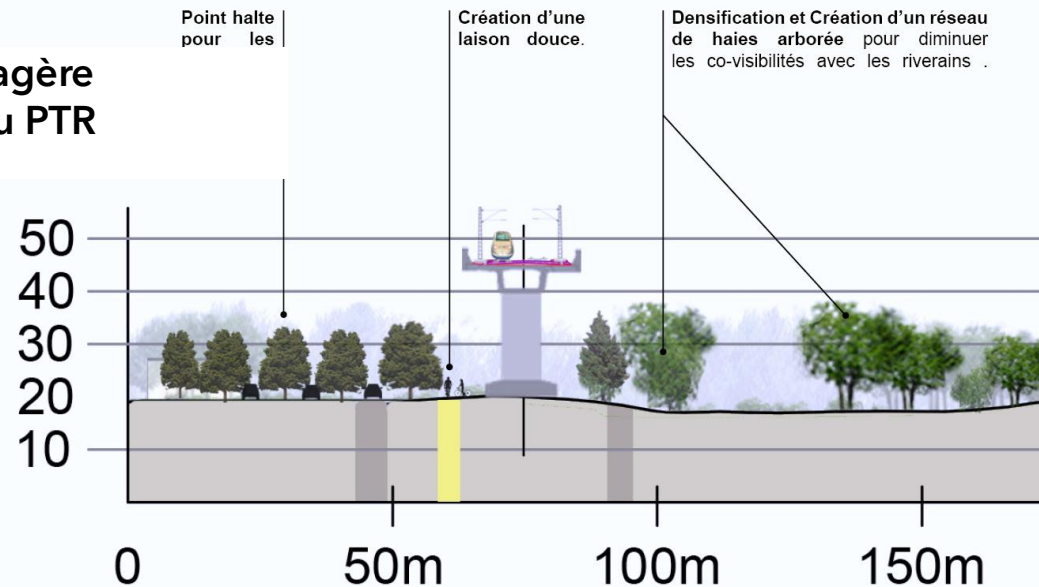 Point halte
pour les
Création d’une
laison douce.
Densification et Création d’un réseau
de haies arborée pour diminuer
les co-visibilités avec les riverains .
agère
u PTR
50
40
30
20
10
0
50m
100m
150m